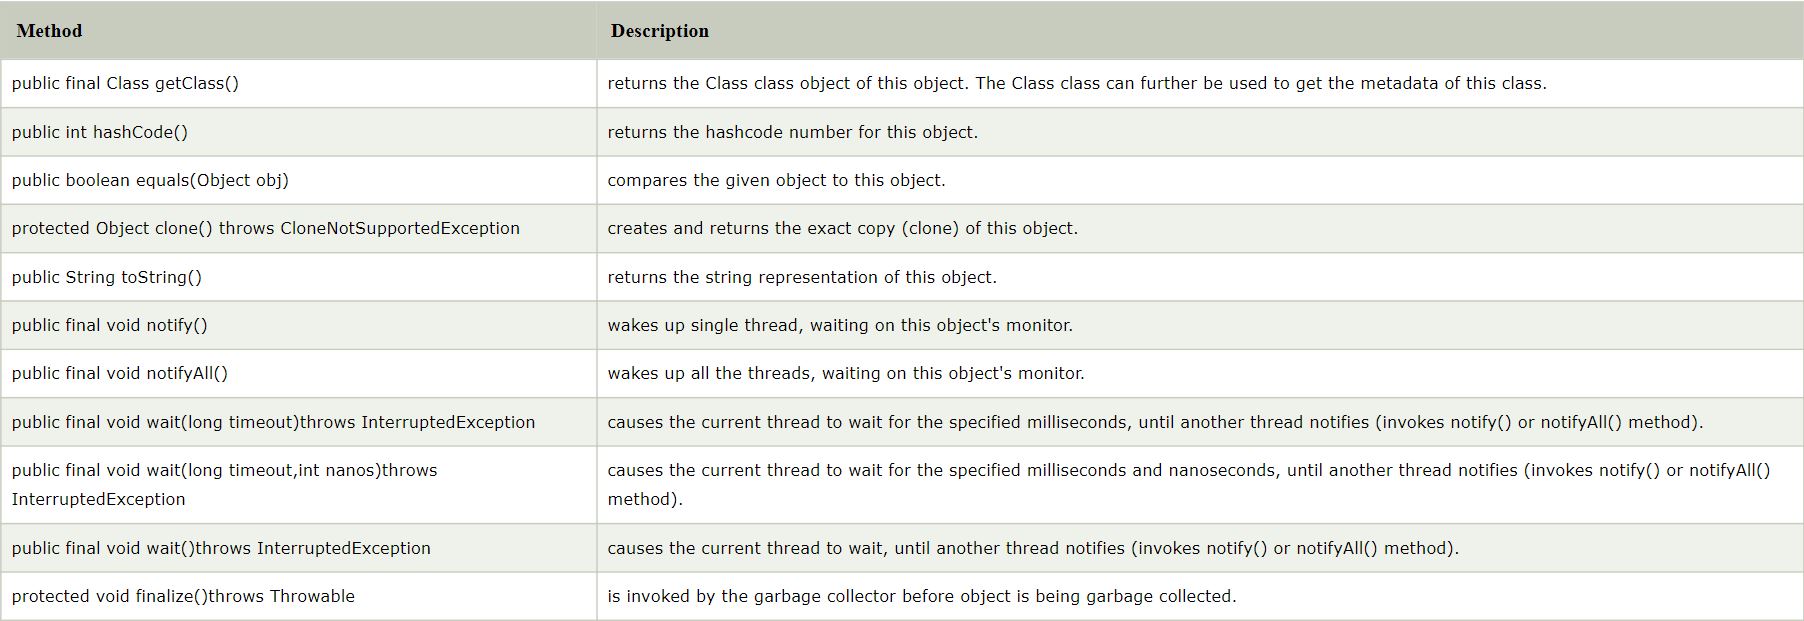 Method Description
public final Class getClass() returns the Class class object of this object. The Class class can further be used to get the metadata of this class.
public int hashCode() returns the hashcode number for this object.
public boolean equals(Object obj) compares the given object to this object.
protected Object clone() throws CloneNotSupportedException creates and returns the exact copy (clone) of this object.
public String toString() returns the string representation of this object.
public final void notify() wakes up single thread, waiting on this object's monitor.
public final void notifyAll() wakes up all the threads, waiting on this object's monitor.
public final void wait(long timeout)throws InterruptedException causes the current thread to wait for the specified milliseconds, until another thread notifies (invokes notify() or notifyAll() method).
public final void wait(long timeout,int nanos)throws
InterruptedException
causes the current thread to wait for the specified milliseconds and nanoseconds, until another thread notifies (invokes notify() or notifyAll()
method).
public final void wait()throws InterruptedException causes the current thread to wait, until another thread notifies (invokes notify() or notifyAll() method).
protected void finalize()throws Throwable is invoked by the garbage collector before object is being garbage collected.